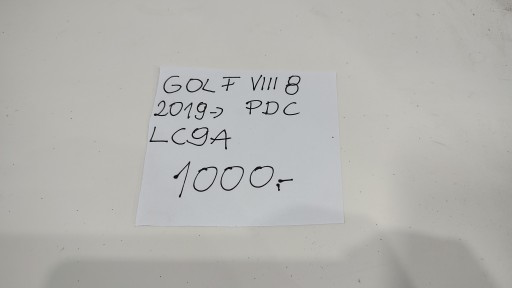 GOLF VIII 8
2019-> PDC
LC9A
1000,-